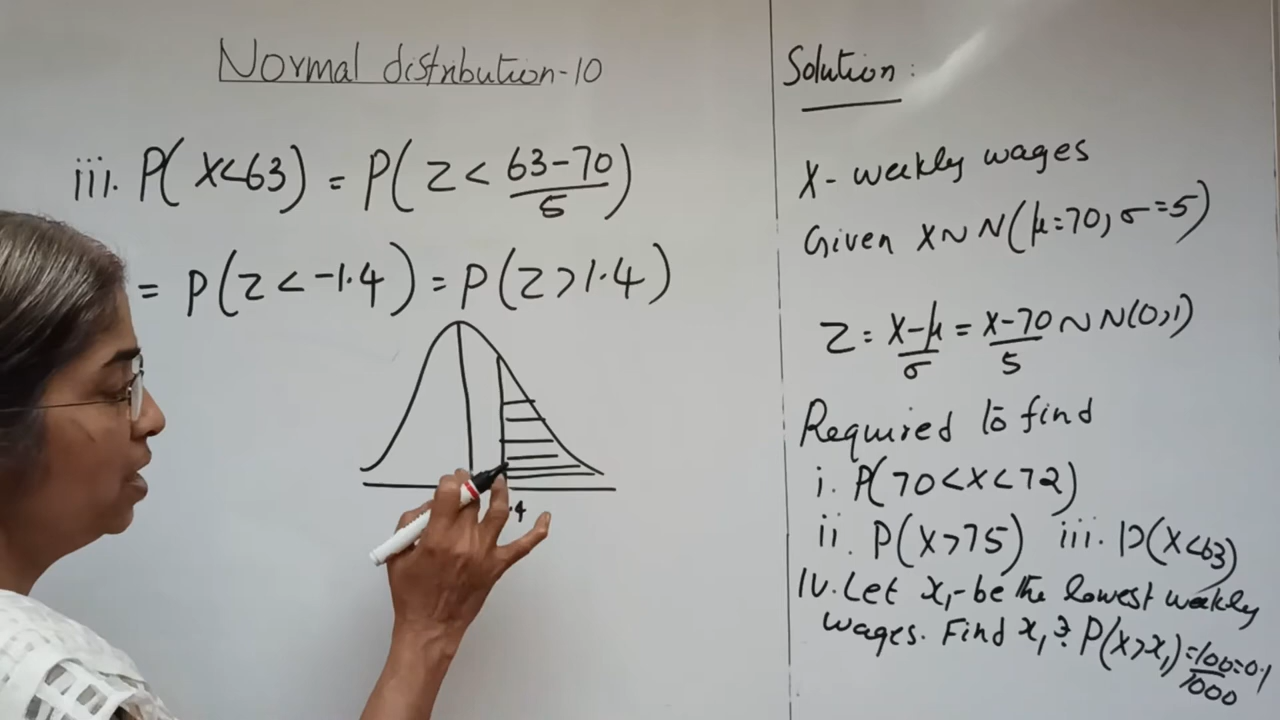 Normal distribution-10
iii. P(X<63) = P(Z < 63-70/5)
= P(Z < -1.4) = P(Z > 1.4)
.4
Solution:
X - weekly wages
Given X ~ N(μ=70, σ=5)
Z = X-μ/σ = X-70/5 ~ N(0,1)
Required to find
i. P(70<X<72)
ii. P(X>75) iii. P(X<63)
IV. Let x₁ - be the lowest weekly
wages. Find x₁ ∋ P(X>x₁) = 100/1000 = 0.1